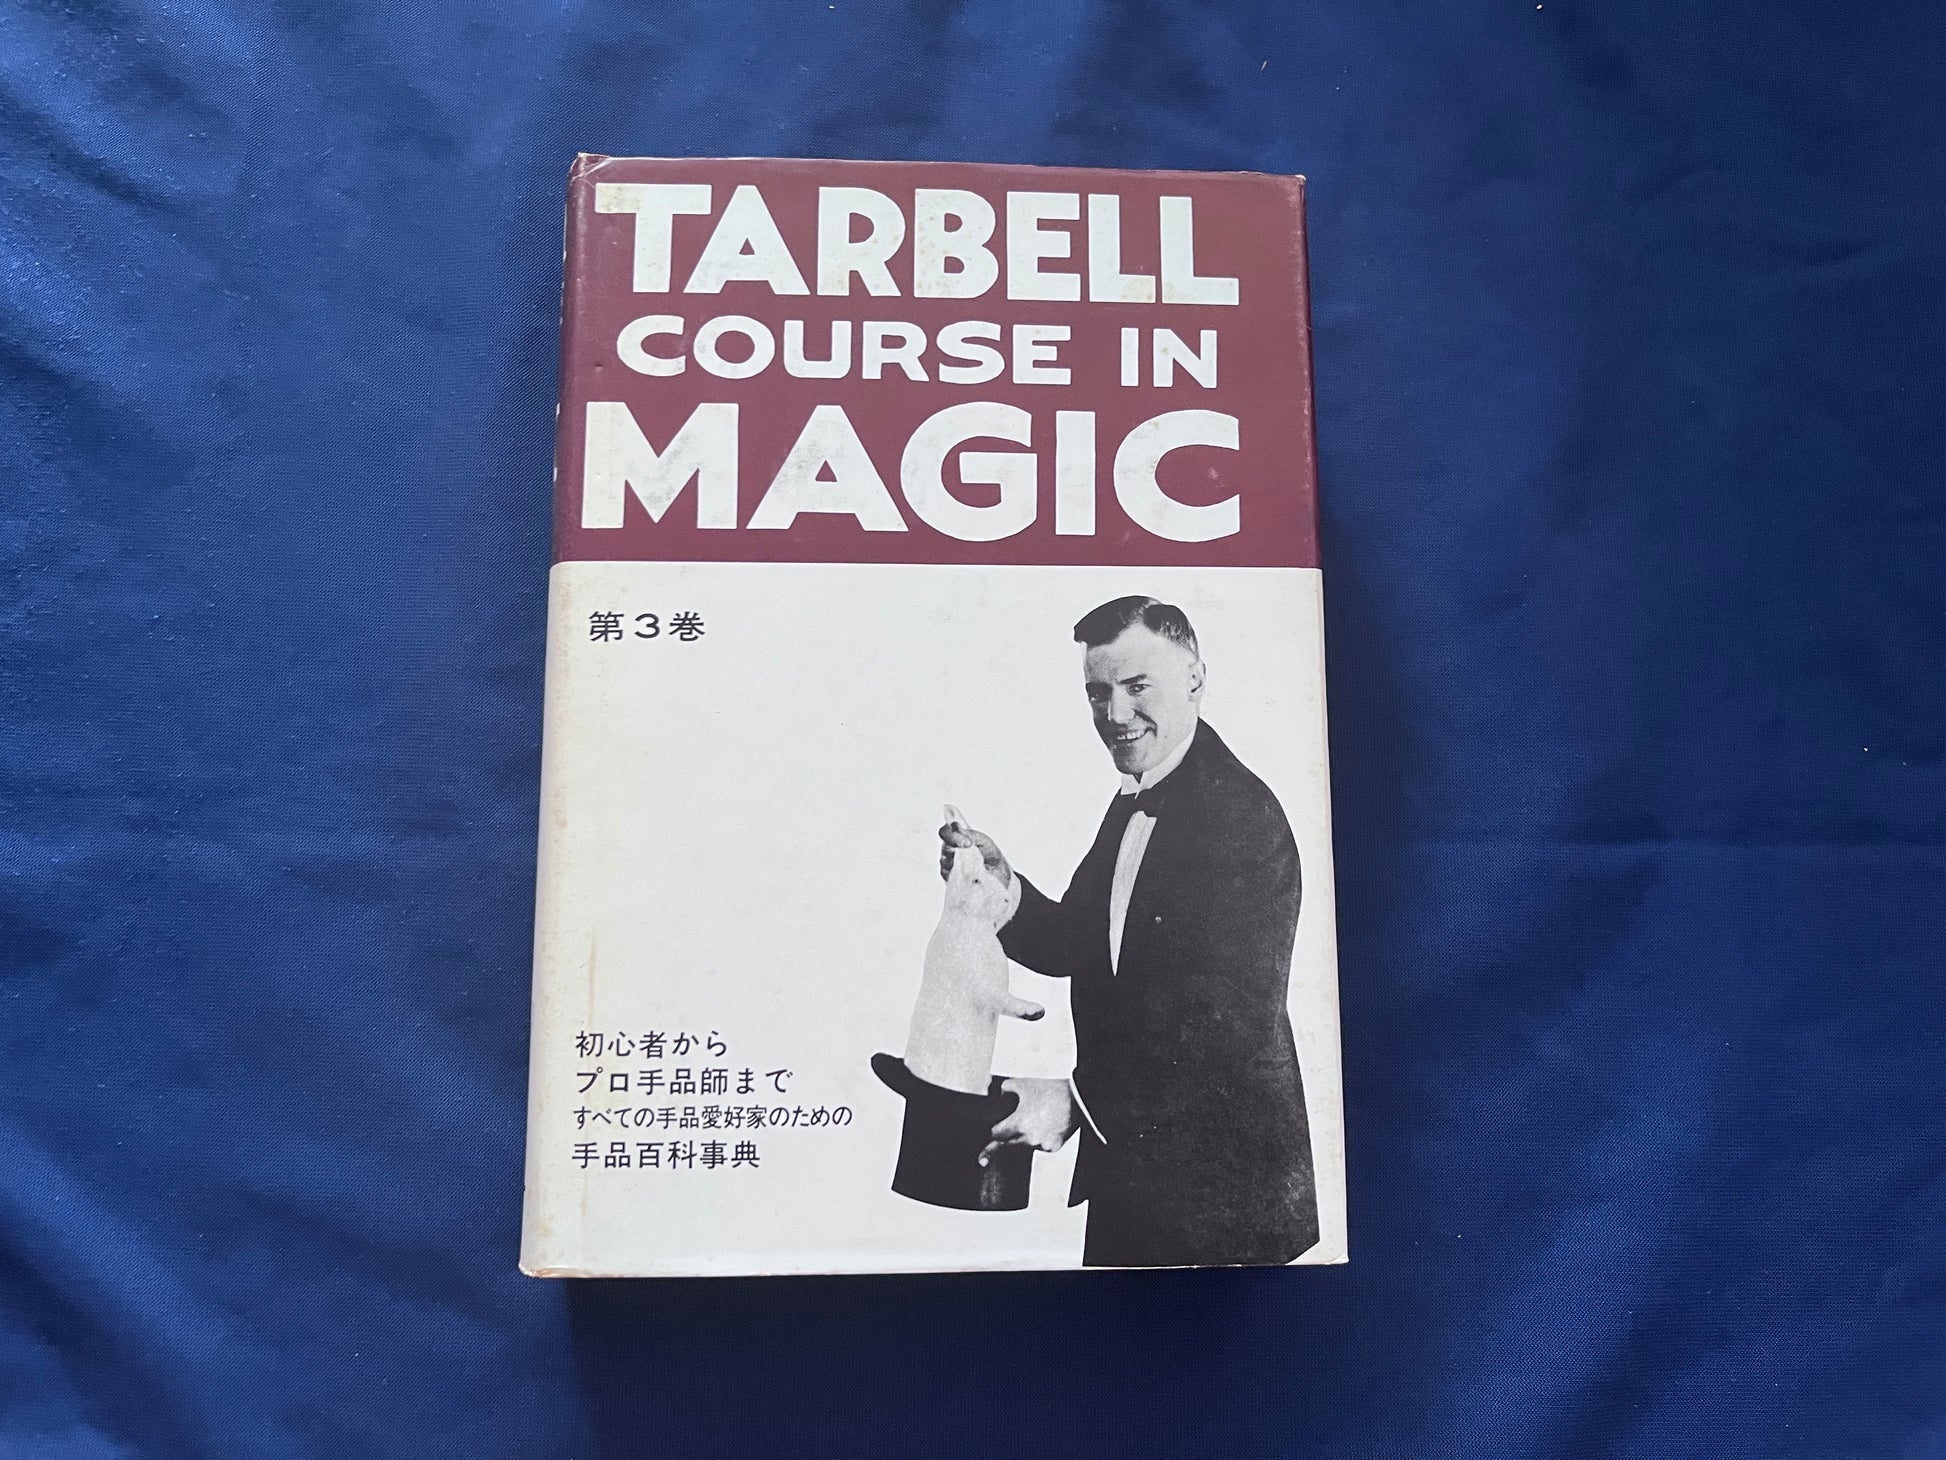 TARBELL
COURSE IN
MAGIC
第3巻
初心者から
プロ手品師まで
すべての手品愛好家のための
手品百科事典